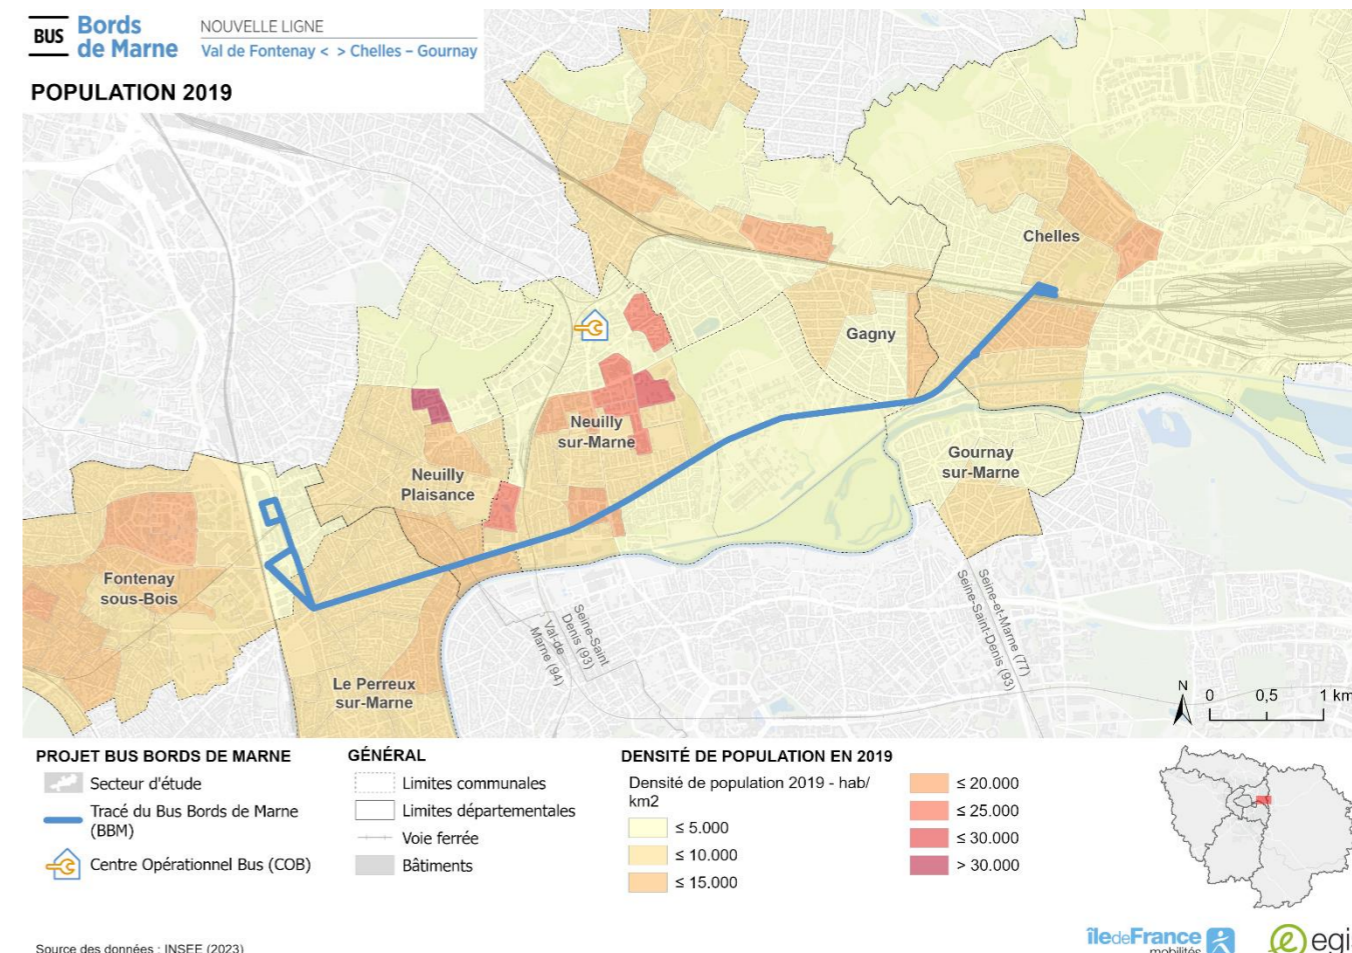 BUS Bords de Marne
NOUVELLE LIGNE
Val de Fontenay < > Chelles – Gournay
POPULATION 2019
Chelles
Gagny
Neuilly
sur-Marne
Gournay
sur-Marne
Neuilly
Plaisance
Fontenay
sous-Bois
Le Perreux
sur-Marne
Seine-Saint
Denis (93)
Val-de
Marne (94)
Seine-et-Marne (77)
Seine-Saint-Denis (93)
N
0 0,5 1 km
PROJET BUS BORDS DE MARNE
Secteur d'étude
Tracé du Bus Bords de Marne
(BBM)
Centre Opérationnel Bus (COB)
GÉNÉRAL
Limites communales
Limites départementales
Voie ferrée
Bâtiments
DENSITÉ DE POPULATION EN 2019
Densité de population 2019 - hab/
km2
≤ 5.000
≤ 10.000
≤ 15.000
≤ 20.000
≤ 25.000
≤ 30.000
> 30.000
Source des données : INSEE (2023)
îledeFrance
mobilités
egis